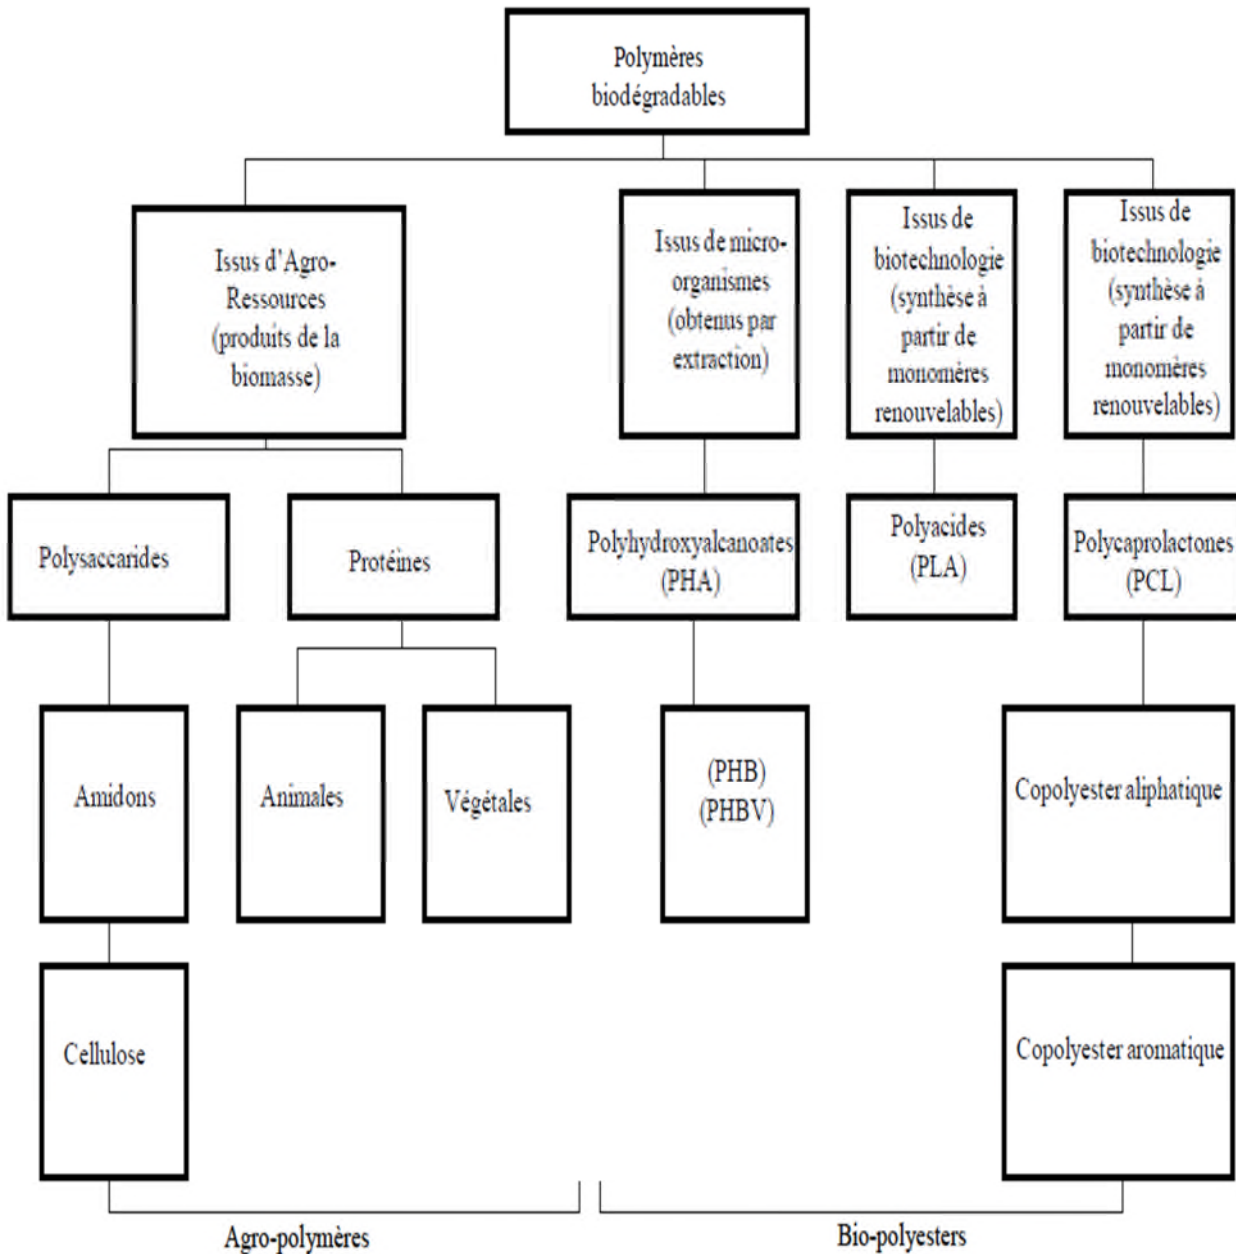 Polymères
biodégradables
Issus d'Agro-
Ressources
(produits de la
biomasse)
Issus de micro-
organismes
(obtenus par
extraction)
Issus de
biotechnologie
(synthèse à
partir de
monomères
renouvelables)
Issus de
biotechnologie
(synthèse à
partir de
monomères
renouvelables)
Polysaccarides
Protéines
Polyhydroxyalcanoates
(PHA)
Polyacides
(PLA)
Polycaprolactones
(PCL)
Amidons
Animales
Végétales
(PHB)
(PHBV)
Copolyester aliphatique
Cellulose
Copolyester aromatique
Agro-polymères
Bio-polyesters